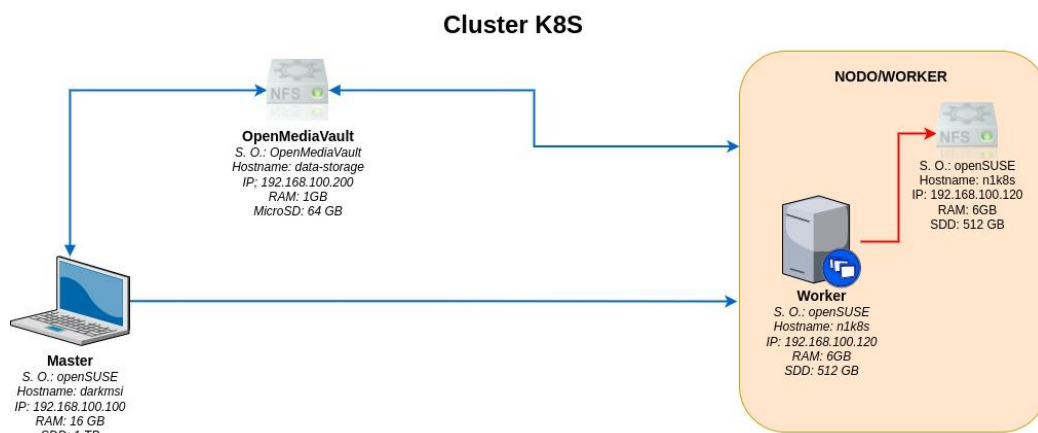 Cluster K8S
NFS
OpenMediaVault
S. O.: OpenMediaVault
Hostname: data-storage
IP; 192.168.100.200
RAM: 1GB
MicroSD: 64 GB
Master
S. O.: openSUSE
Hostname: darkmsi
IP: 192.168.100.100
RAM: 16 GB
SDD: 1 TB
NODO/WORKER
NFS
S. O.: openSUSE
Hostname: n1k8s
IP: 192.168.100.120
RAM: 6GB
SDD: 512 GB
Worker
S. O.: openSUSE
Hostname: n1k8s
IP: 192.168.100.120
RAM: 6GB
SDD: 512 GB